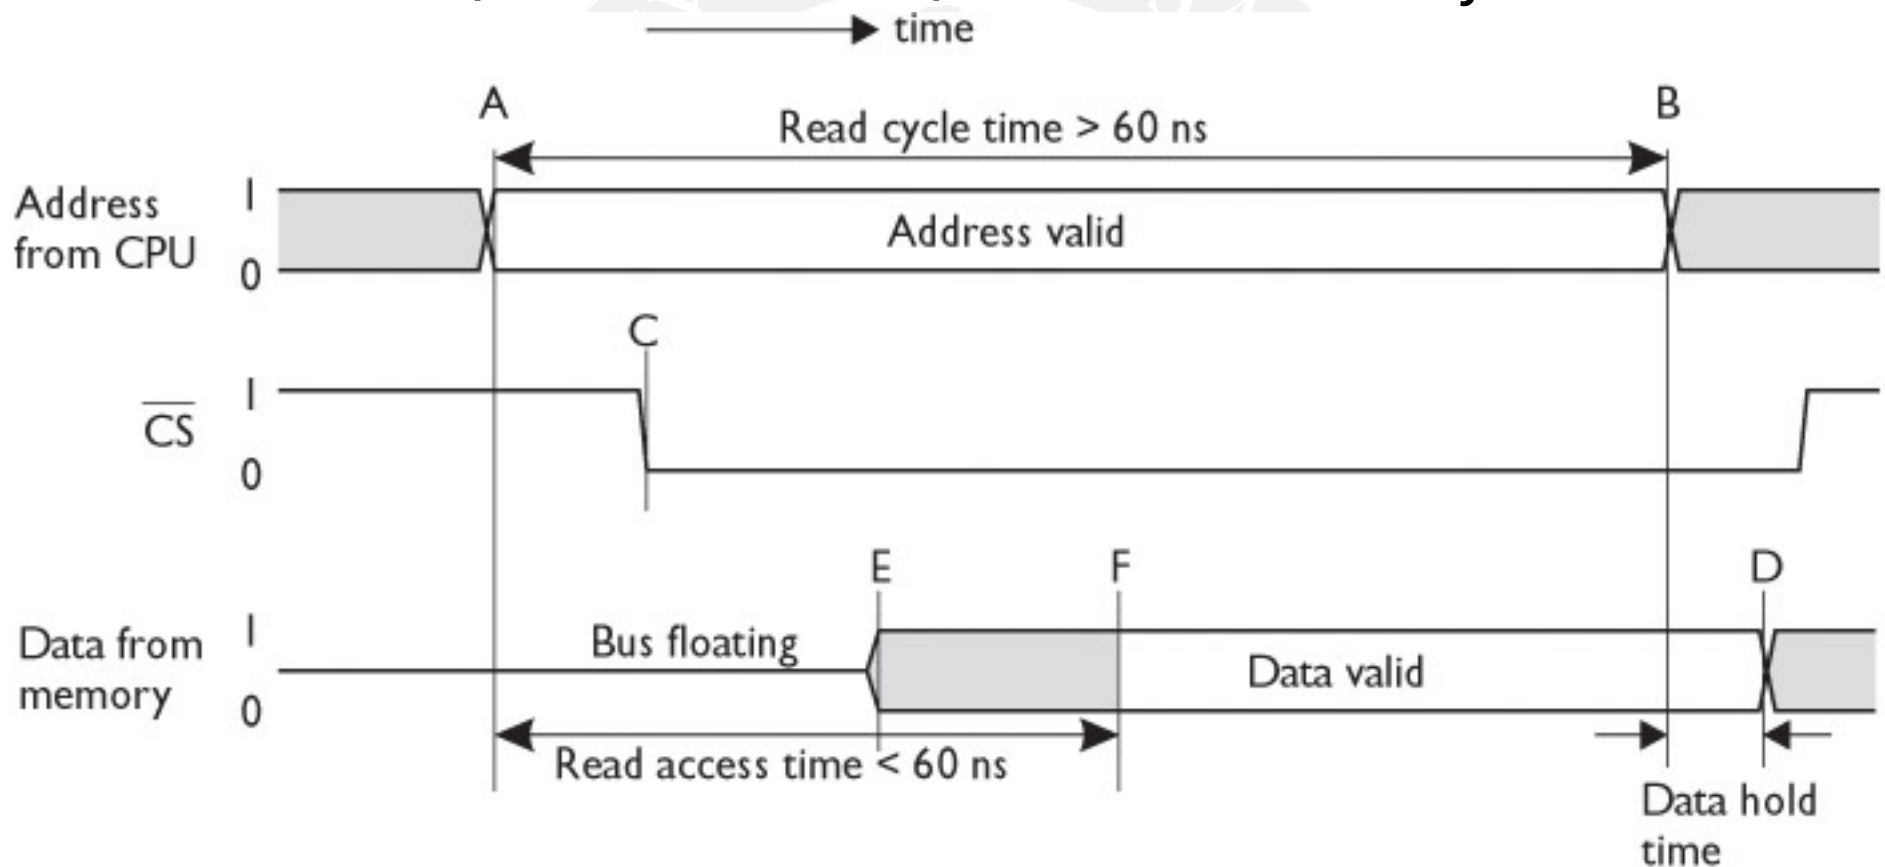 time
A
B
Read cycle time > 60 ns
Address
from CPU
1
0
Address valid
C
CS
1
0
E
F
D
Data from
memory
1
0
Bus floating
Data valid
Read access time < 60 ns
Data hold
time